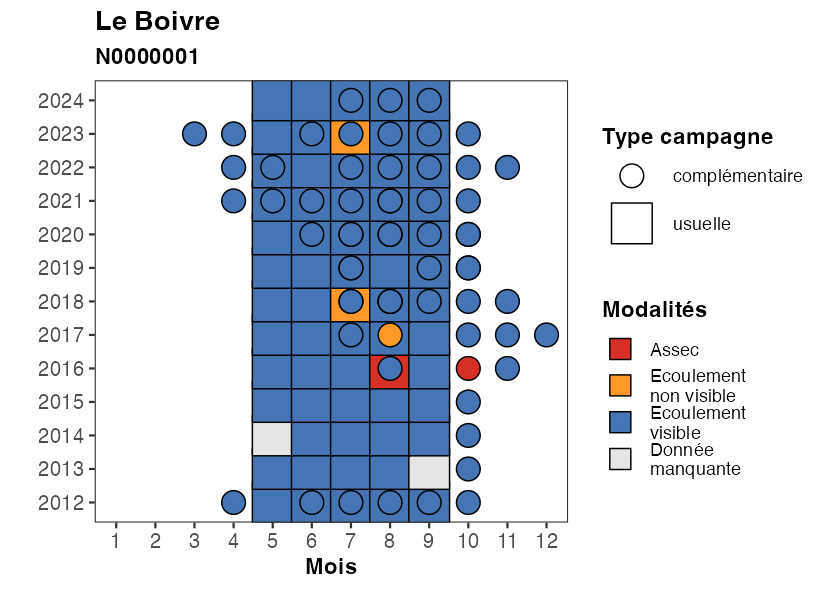 Le Boivre
N0000001
2024
2023
2022
2021
2020
2019
2018
2017
2016
2015
2014
2013
2012
1 2 3 4 5 6 7 8 9 10 11 12
Mois
Type campagne
complémentaire
usuelle
Modalités
Assec
Ecoulement
non visible
Ecoulement
visible
Donnée
manquante